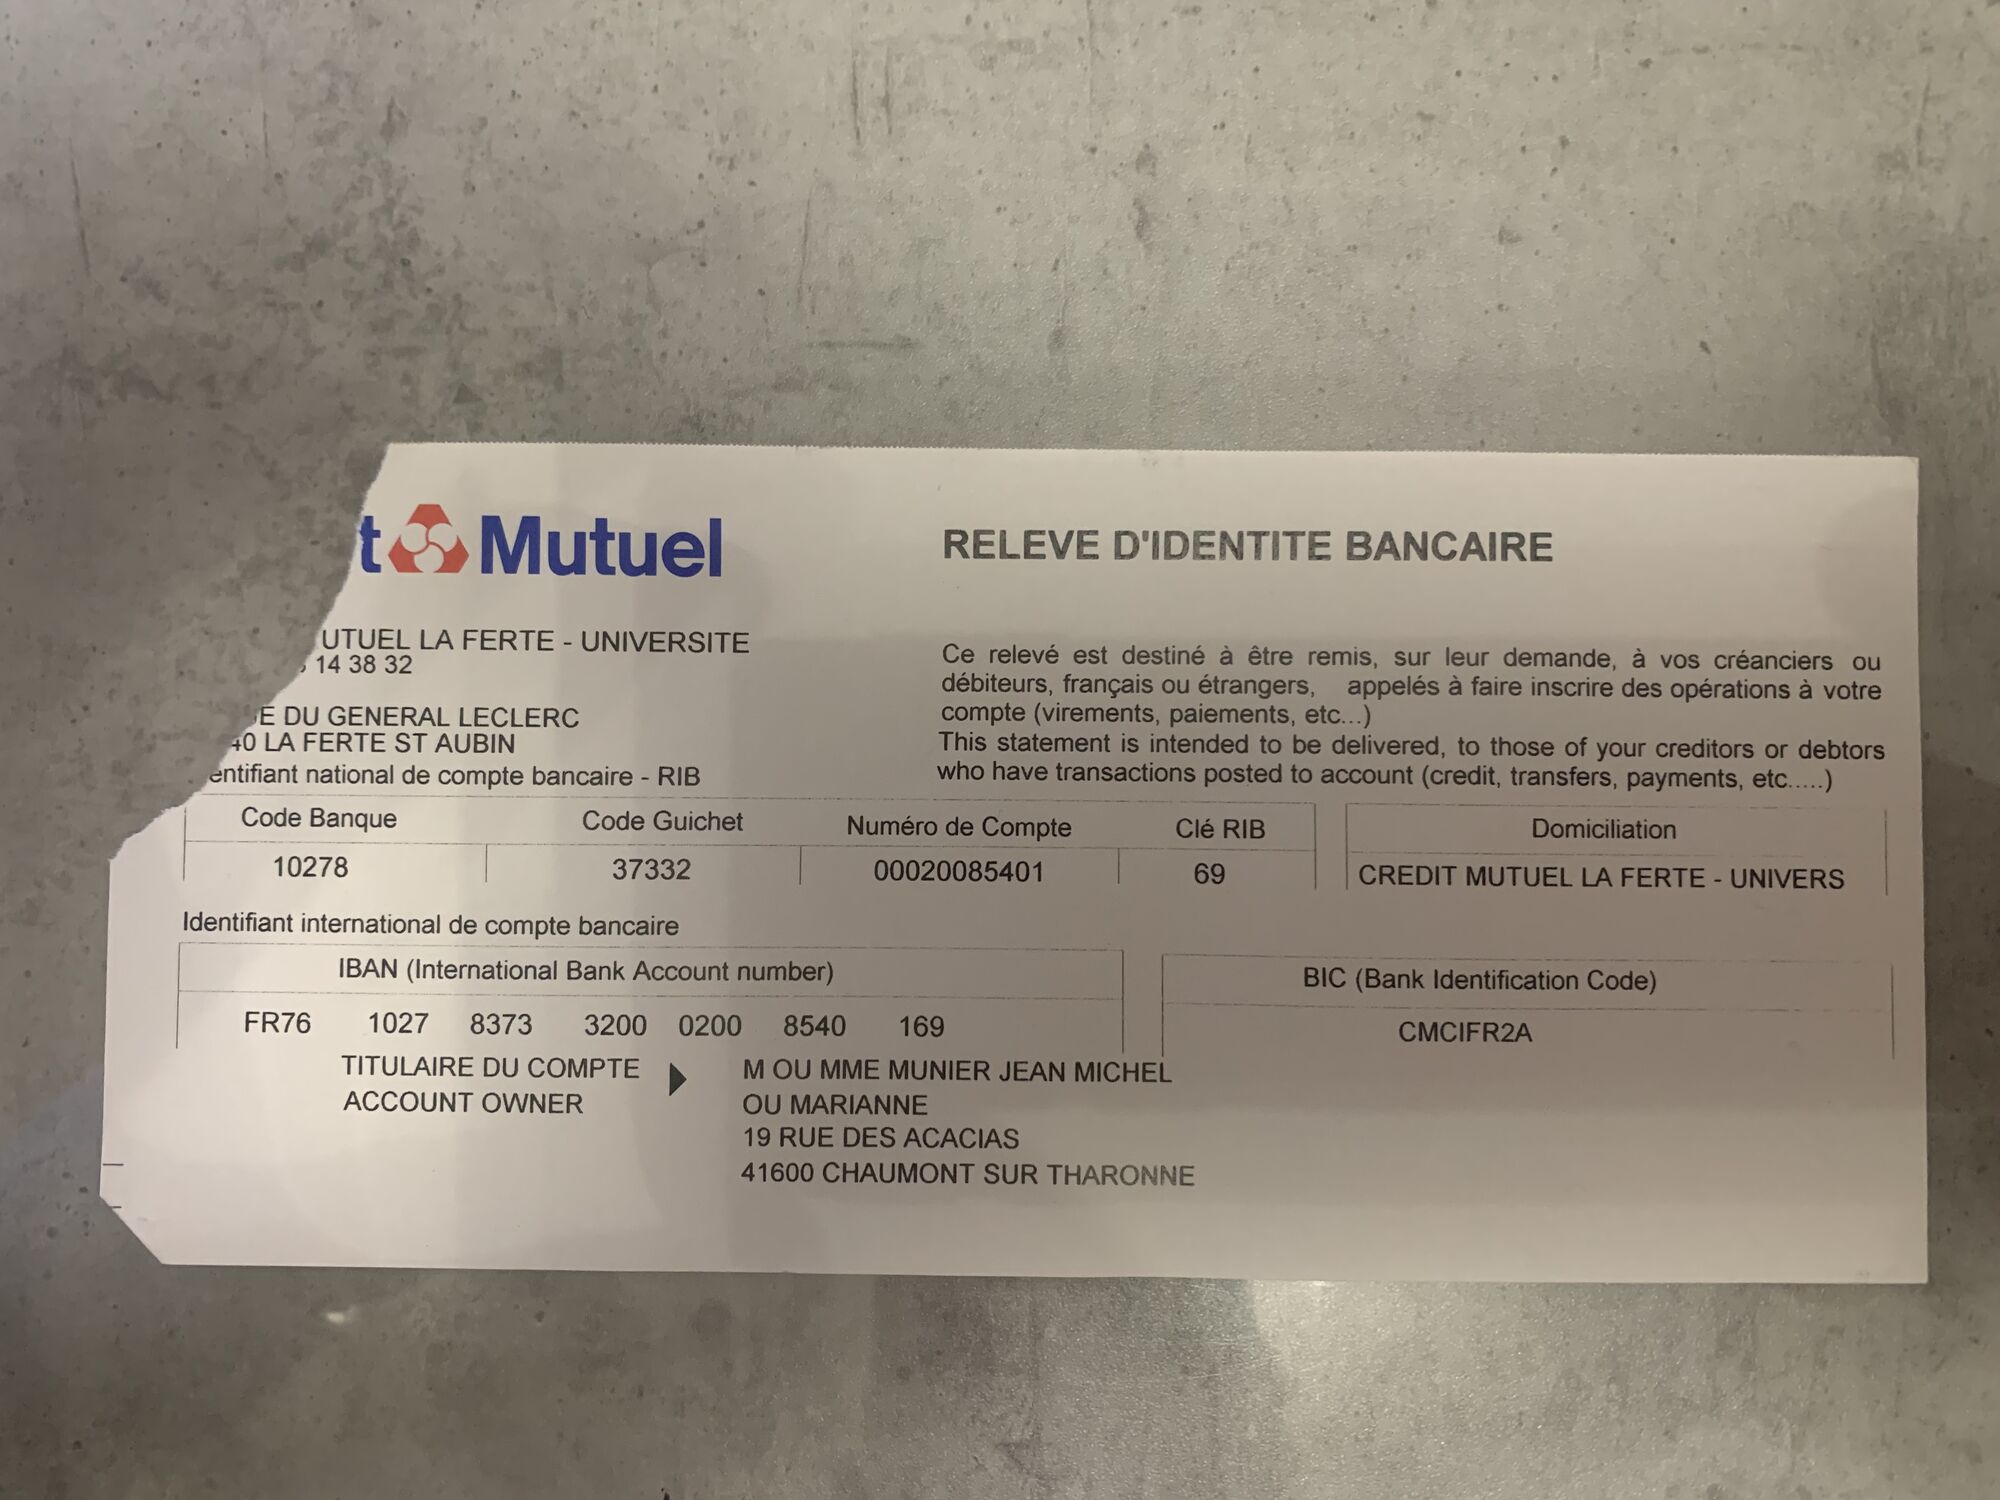 Mutuel
RELEVE D'IDENTITE BANCAIRE
LA FERTE - UNIVERSITE
14 38 32
DU GENERAL LECLERC
LA FERTE ST AUBIN
national de compte bancaire - RIB
Ce relevé est destiné à être remis, sur leur demande, à vos créanciers ou
débiteurs, français ou étrangers, appelés à faire inscrire des opérations à votre
compte (virements, paiements, etc...)
This statement is intended to be delivered, to those of your creditors or debtors
who have transactions posted to account (credit, transfers, payments, etc.....)
Code Banque Code Guichet Numéro de Compte Clé RIB Domiciliation
10278 37332 00020085401 69 CREDIT MUTUEL LA FERTE - UNIVERS
Identifiant international de compte bancaire
IBAN (International Bank Account number) BIC (Bank Identification Code)
FR76 1027 8373 3200 0200 8540 169 CMCIFR2A
TITULAIRE DU COMPTE
ACCOUNT OWNER
M OU MME MUNIER JEAN MICHEL
OU MARIANNE
19 RUE DES ACACIAS
41600 CHAUMONT SUR THARONNE